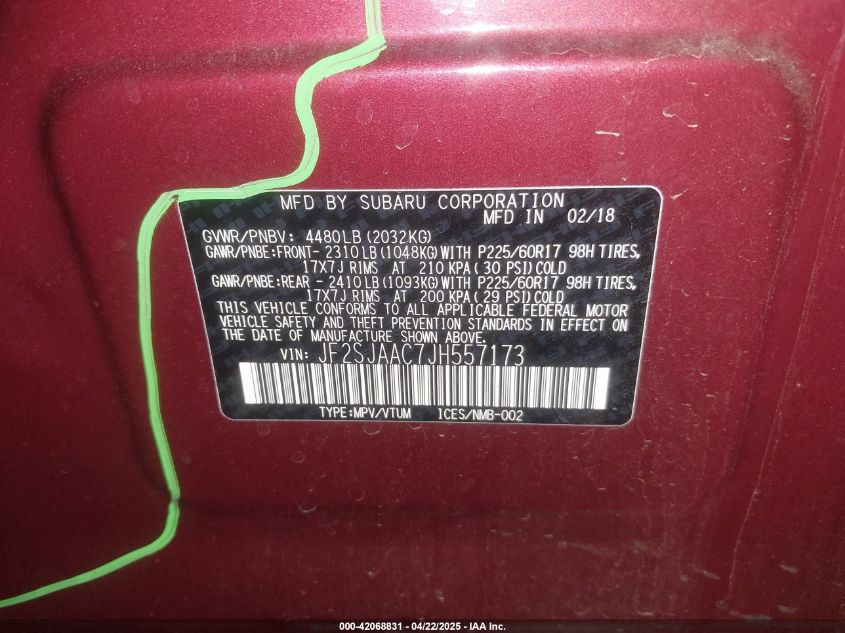 MFD BY SUBARU CORPORATION
MFD IN 02/18
GVWR/PNBV: 4480LB (2032KG)
GAWR/PNBE:FRONT- 2310LB (1048KG) WITH P225/60R17 98H TIRES,
17X7J RIMS AT 210 KPA (30 PSI) COLD
GAWR/PNBE:REAR - 2410LB (1093KG) WITH P225/60R17 98H TIRES,
17X7J RIMS AT 200 KPA (29 PSI) COLD
THIS VEHICLE CONFORMS TO ALL APPLICABLE FEDERAL MOTOR
VEHICLE SAFETY AND THEFT PREVENTION STANDARDS IN EFFECT ON
THE DATE OF MANUFACTURE SHOWN ABOVE.
VIN: JF2SJAAC7JH557173
TYPE:MPV/VTUM ICES/NMB-002
000-42068831 - 04/22/2025 - IAA Inc.